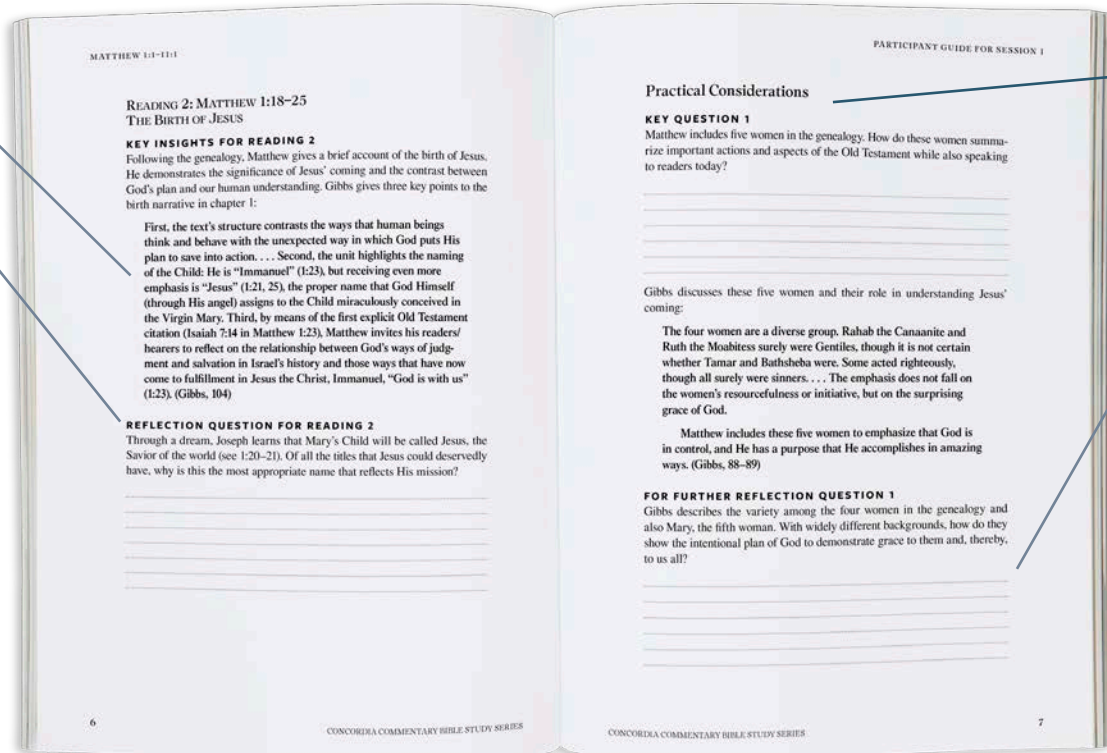 MATTHEW 1:1–11:1
READING 2: MATTHEW 1:18–25
THE BIRTH OF JESUS
KEY INSIGHTS FOR READING 2
Following the genealogy, Matthew gives a brief account of the birth of Jesus.
He demonstrates the significance of Jesus' coming and the contrast between
God's plan and our human understanding. Gibbs gives three key points to the
birth narrative in chapter 1:
First, the text's structure contrasts the ways that human beings
think and behave with the unexpected way in which God puts His
plan to save into action. . . . Second, the unit highlights the naming
of the Child: He is "Immanuel" (1:23), but receiving even more
emphasis is "Jesus" (1:21, 25), the proper name that God Himself
(through His angel) assigns to the Child miraculously conceived in
the Virgin Mary. Third, by means of the first explicit Old Testament
citation (Isaiah 7:14 in Matthew 1:23), Matthew invites his readers/
hearers to reflect on the relationship between God's ways of judg-
ment and salvation in Israel's history and those ways that have now
come to fulfillment in Jesus the Christ, Immanuel, "God is with us"
(1:23). (Gibbs, 104)
REFLECTION QUESTION FOR READING 2
Through a dream, Joseph learns that Mary's Child will be called Jesus, the
Savior of the world (see 1:20–21). Of all the titles that Jesus could deservedly
have, why is this the most appropriate name that reflects His mission?
6
CONCORDIA COMMENTARY BIBLE STUDY SERIES
PARTICIPANT GUIDE FOR SESSION 1
Practical Considerations
KEY QUESTION 1
Matthew includes five women in the genealogy. How do these women summa-
rize important actions and aspects of the Old Testament while also speaking
to readers today?
Gibbs discusses these five women and their role in understanding Jesus'
coming:
The four women are a diverse group. Rahab the Canaanite and
Ruth the Moabitess surely were Gentiles, though it is not certain
whether Tamar and Bathsheba were. Some acted righteously,
though all surely were sinners. . . . The emphasis does not fall on
the women's resourcefulness or initiative, but on the surprising
grace of God.
Matthew includes these five women to emphasize that God is
in control, and He has a purpose that He accomplishes in amazing
ways. (Gibbs, 88–89)
FOR FURTHER REFLECTION QUESTION 1
Gibbs describes the variety among the four women in the genealogy and
also Mary, the fifth woman. With widely different backgrounds, how do they
show the intentional plan of God to demonstrate grace to them and, thereby,
to us all?
CONCORDIA COMMENTARY BIBLE STUDY SERIES
7